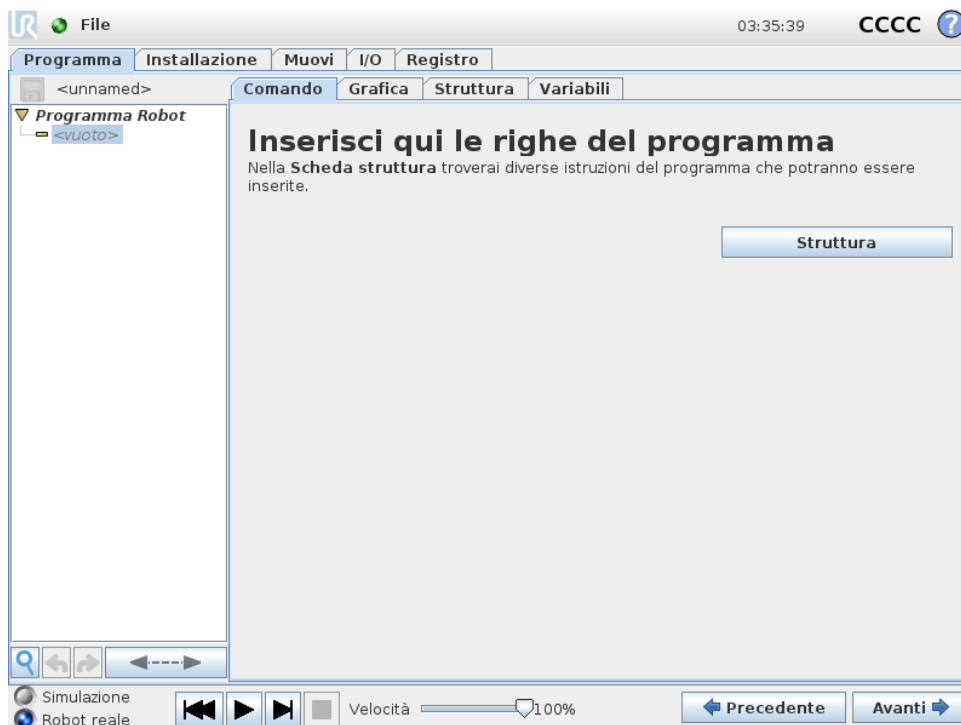 UR File 03:35:39 CCCC ?
Programma Installazione Muovi I/O Registro
<unnamed> Comando Grafica Struttura Variabili
Programma Robot
<vuoto>
Inserisci qui le righe del programma
Nella Scheda struttura troverai diverse istruzioni del programma che potranno essere
inserite.
Struttura
Simulazione
Robot reale
Velocità 100%
Precedente Avanti